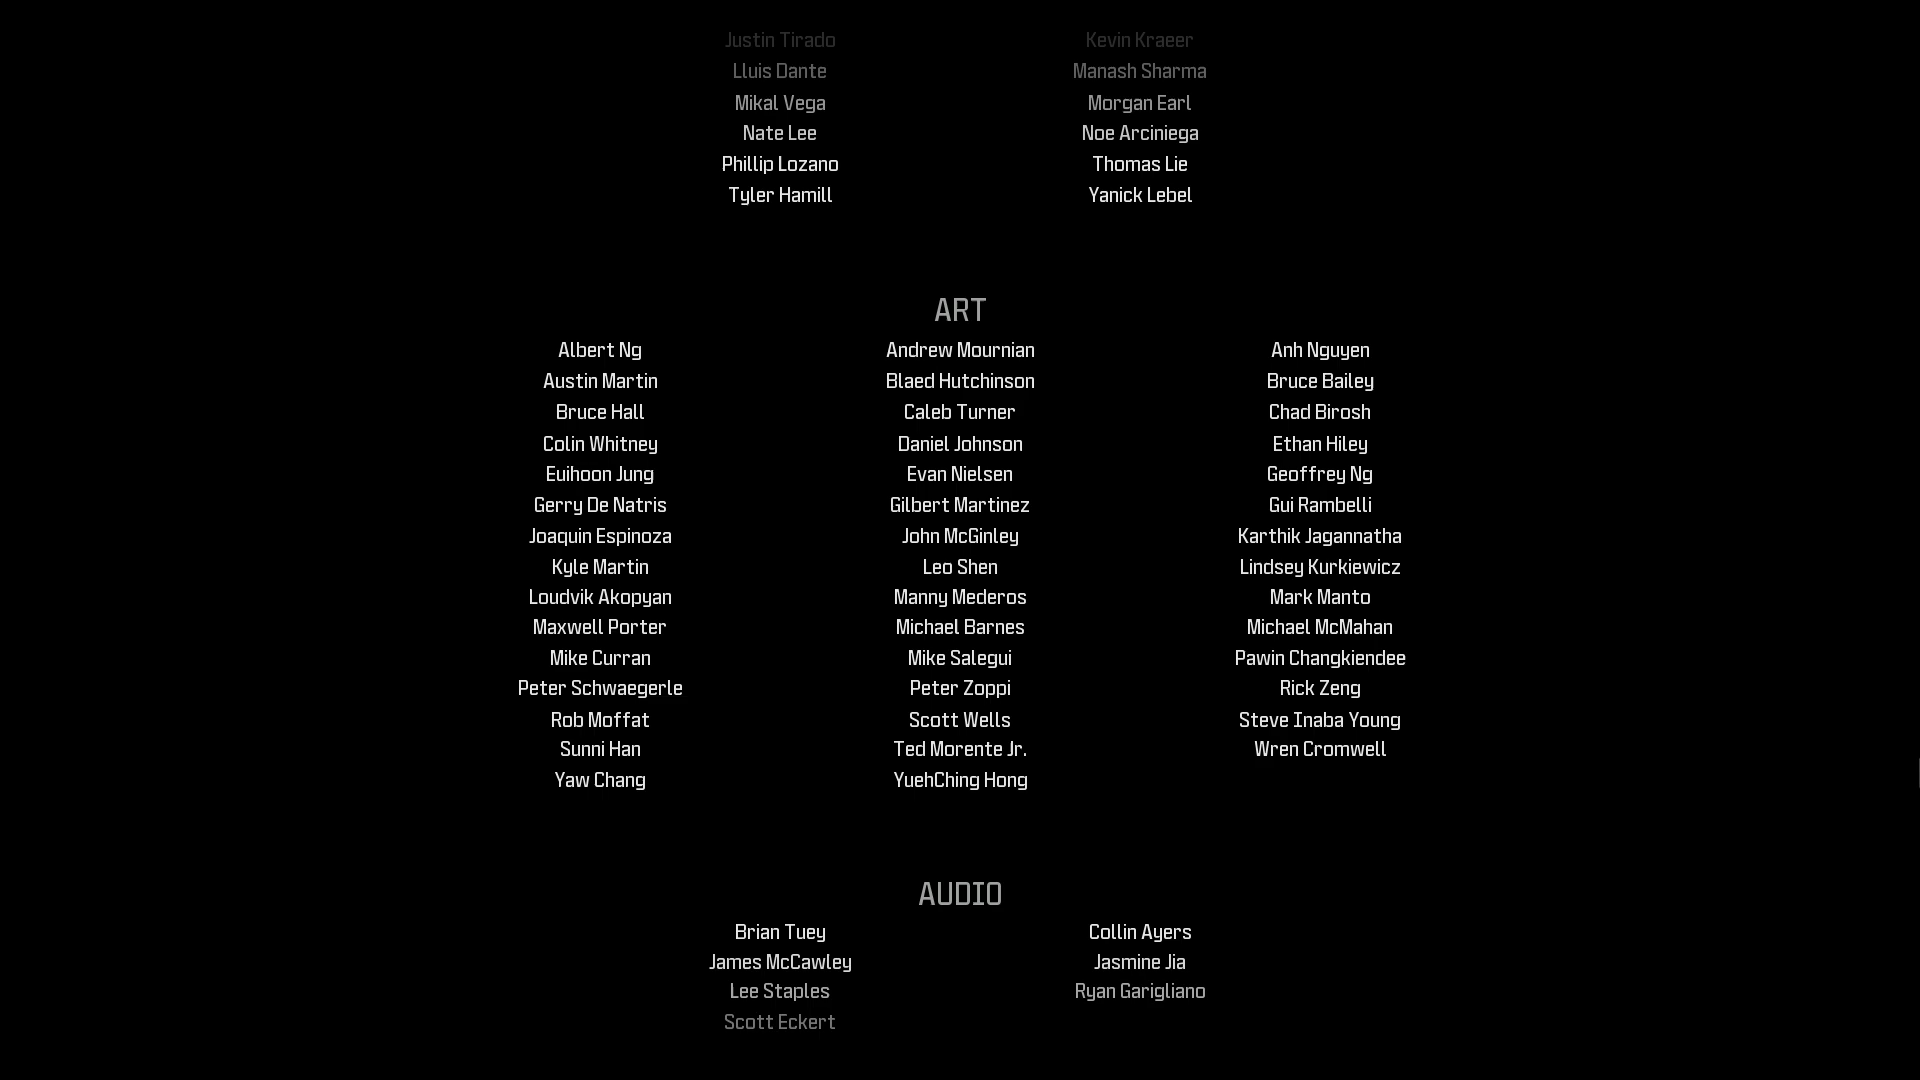 Justin Tirado Kevin Kraeer
Lluis Dante Manash Sharma
Mikal Vega Morgan Earl
Nate Lee Noe Arciniega
Phillip Lozano Thomas Lie
Tyler Hamill Yanick Lebel
ART
Albert Ng Andrew Mournian Anh Nguyen
Austin Martin Blaed Hutchinson Bruce Bailey
Bruce Hall Caleb Turner Chad Birosh
Colin Whitney Daniel Johnson Ethan Hiley
Euihoon Jung Evan Nielsen Geoffrey Ng
Gerry De Natris Gilbert Martinez Gui Rambelli
Joaquin Espinoza John McGinley Karthik Jagannatha
Kyle Martin Leo Shen Lindsey Kurkiewicz
Loudvik Akopyan Manny Mederos Mark Manto
Maxwell Porter Michael Barnes Michael McMahan
Mike Curran Mike Salegui Pawin Changkiendee
Peter Schwaegerle Peter Zoppi Rick Zeng
Rob Moffat Scott Wells Steve Inaba Young
Sunni Han Ted Morente Jr. Wren Cromwell
Yaw Chang YuehChing Hong
AUDIO
Brian Tuey Collin Ayers
James McCawley Jasmine Jia
Lee Staples Ryan Garigliano
Scott Eckert